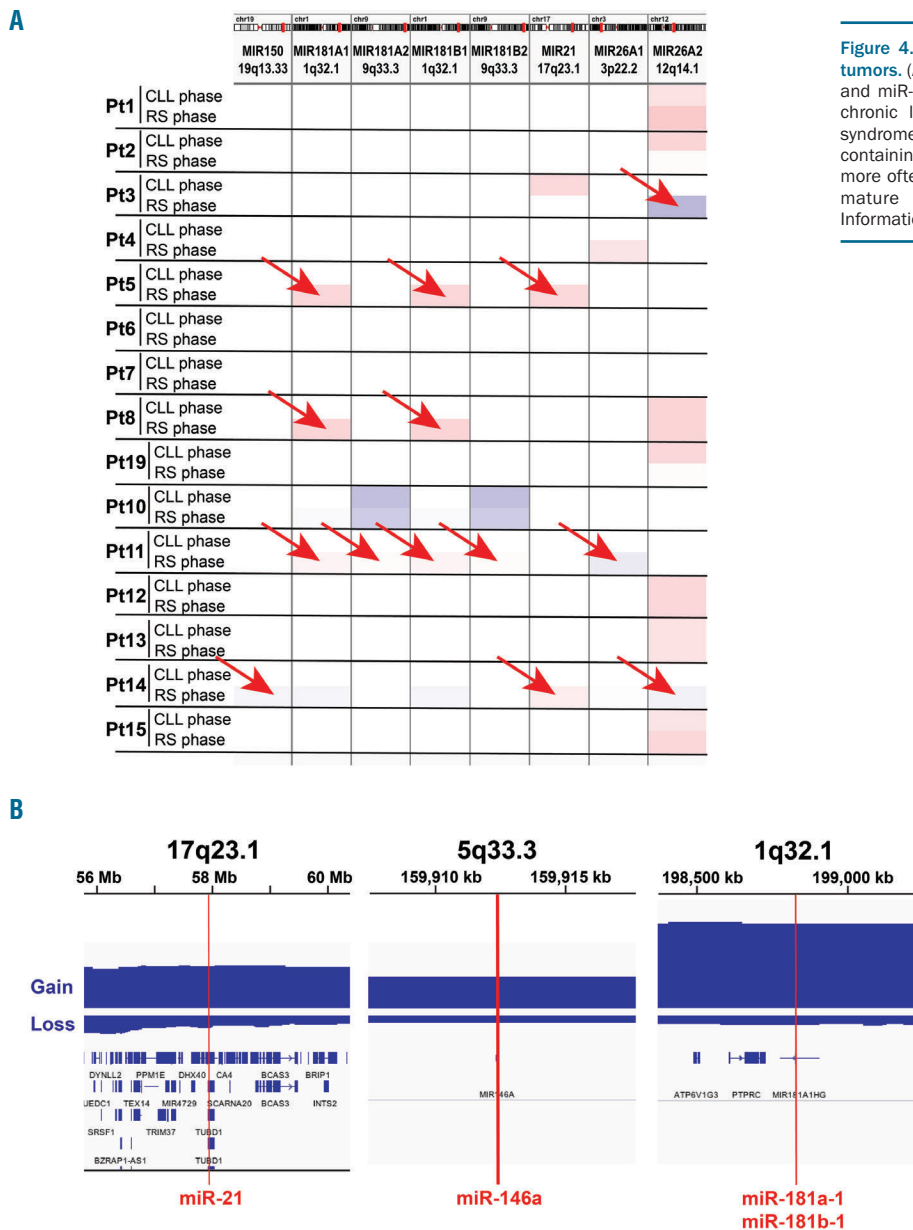 A
chr19 chr1 chr9 chr1 chr9 chr17 chr3 chr12
MIR150 MIR181A1 MIR181A2 MIR181B1 MIR181B2 MIR21 MIR26A1 MIR26A2
19q13.33 1q32.1 9q33.3 1q32.1 9q33.3 17q23.1 3p22.2 12q14.1
Pt1 CLL phase
RS phase
Pt2 CLL phase
RS phase
Pt3 CLL phase
RS phase
Pt4 CLL phase
RS phase
Pt5 CLL phase
RS phase
Pt6 CLL phase
RS phase
Pt7 CLL phase
RS phase
Pt8 CLL phase
RS phase
Pt19 CLL phase
RS phase
Pt10 CLL phase
RS phase
Pt11 CLL phase
RS phase
Pt12 CLL phase
RS phase
Pt13 CLL phase
RS phase
Pt14 CLL phase
RS phase
Pt15 CLL phase
RS phase
Figure 4.
tumors. (A
and miR-
chronic l
syndrome
containing
more ofte
mature
Informatio
B
17q23.1 5q33.3 1q32.1
56 Mb 58 Mb 60 Mb 159,910 kb 159,915 kb 198,500 kb 199,000 kb
Gain
Loss
DYNLL2 PPM1E DHX40 CA4 BCAS3 BRIP1
UEDC1 TEX14 MIR4729 SCARNA20 BCAS3 INTS2
SRSF1 TRIM37 TUBD1
BZRAP1-AS1 TUBD1
MIR146A
ATP6V1G3 PTPRC MIR181A1HG
miR-21 miR-146a miR-181a-1
miR-181b-1